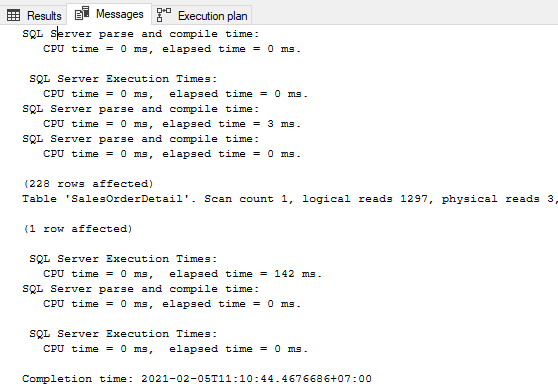 Results Messages Execution plan
SQL Server parse and compile time:
CPU time = 0 ms, elapsed time = 0 ms.
SQL Server Execution Times:
CPU time = 0 ms,  elapsed time = 0 ms.
SQL Server parse and compile time:
CPU time = 0 ms, elapsed time = 3 ms.
SQL Server parse and compile time:
CPU time = 0 ms, elapsed time = 0 ms.
(228 rows affected)
Table 'SalesOrderDetail'. Scan count 1, logical reads 1297, physical reads 3,
(1 row affected)
SQL Server Execution Times:
CPU time = 0 ms,  elapsed time = 142 ms.
SQL Server parse and compile time:
CPU time = 0 ms, elapsed time = 0 ms.
SQL Server Execution Times:
CPU time = 0 ms,  elapsed time = 0 ms.
Completion time: 2021-02-05T11:10:44.4676686+07:00